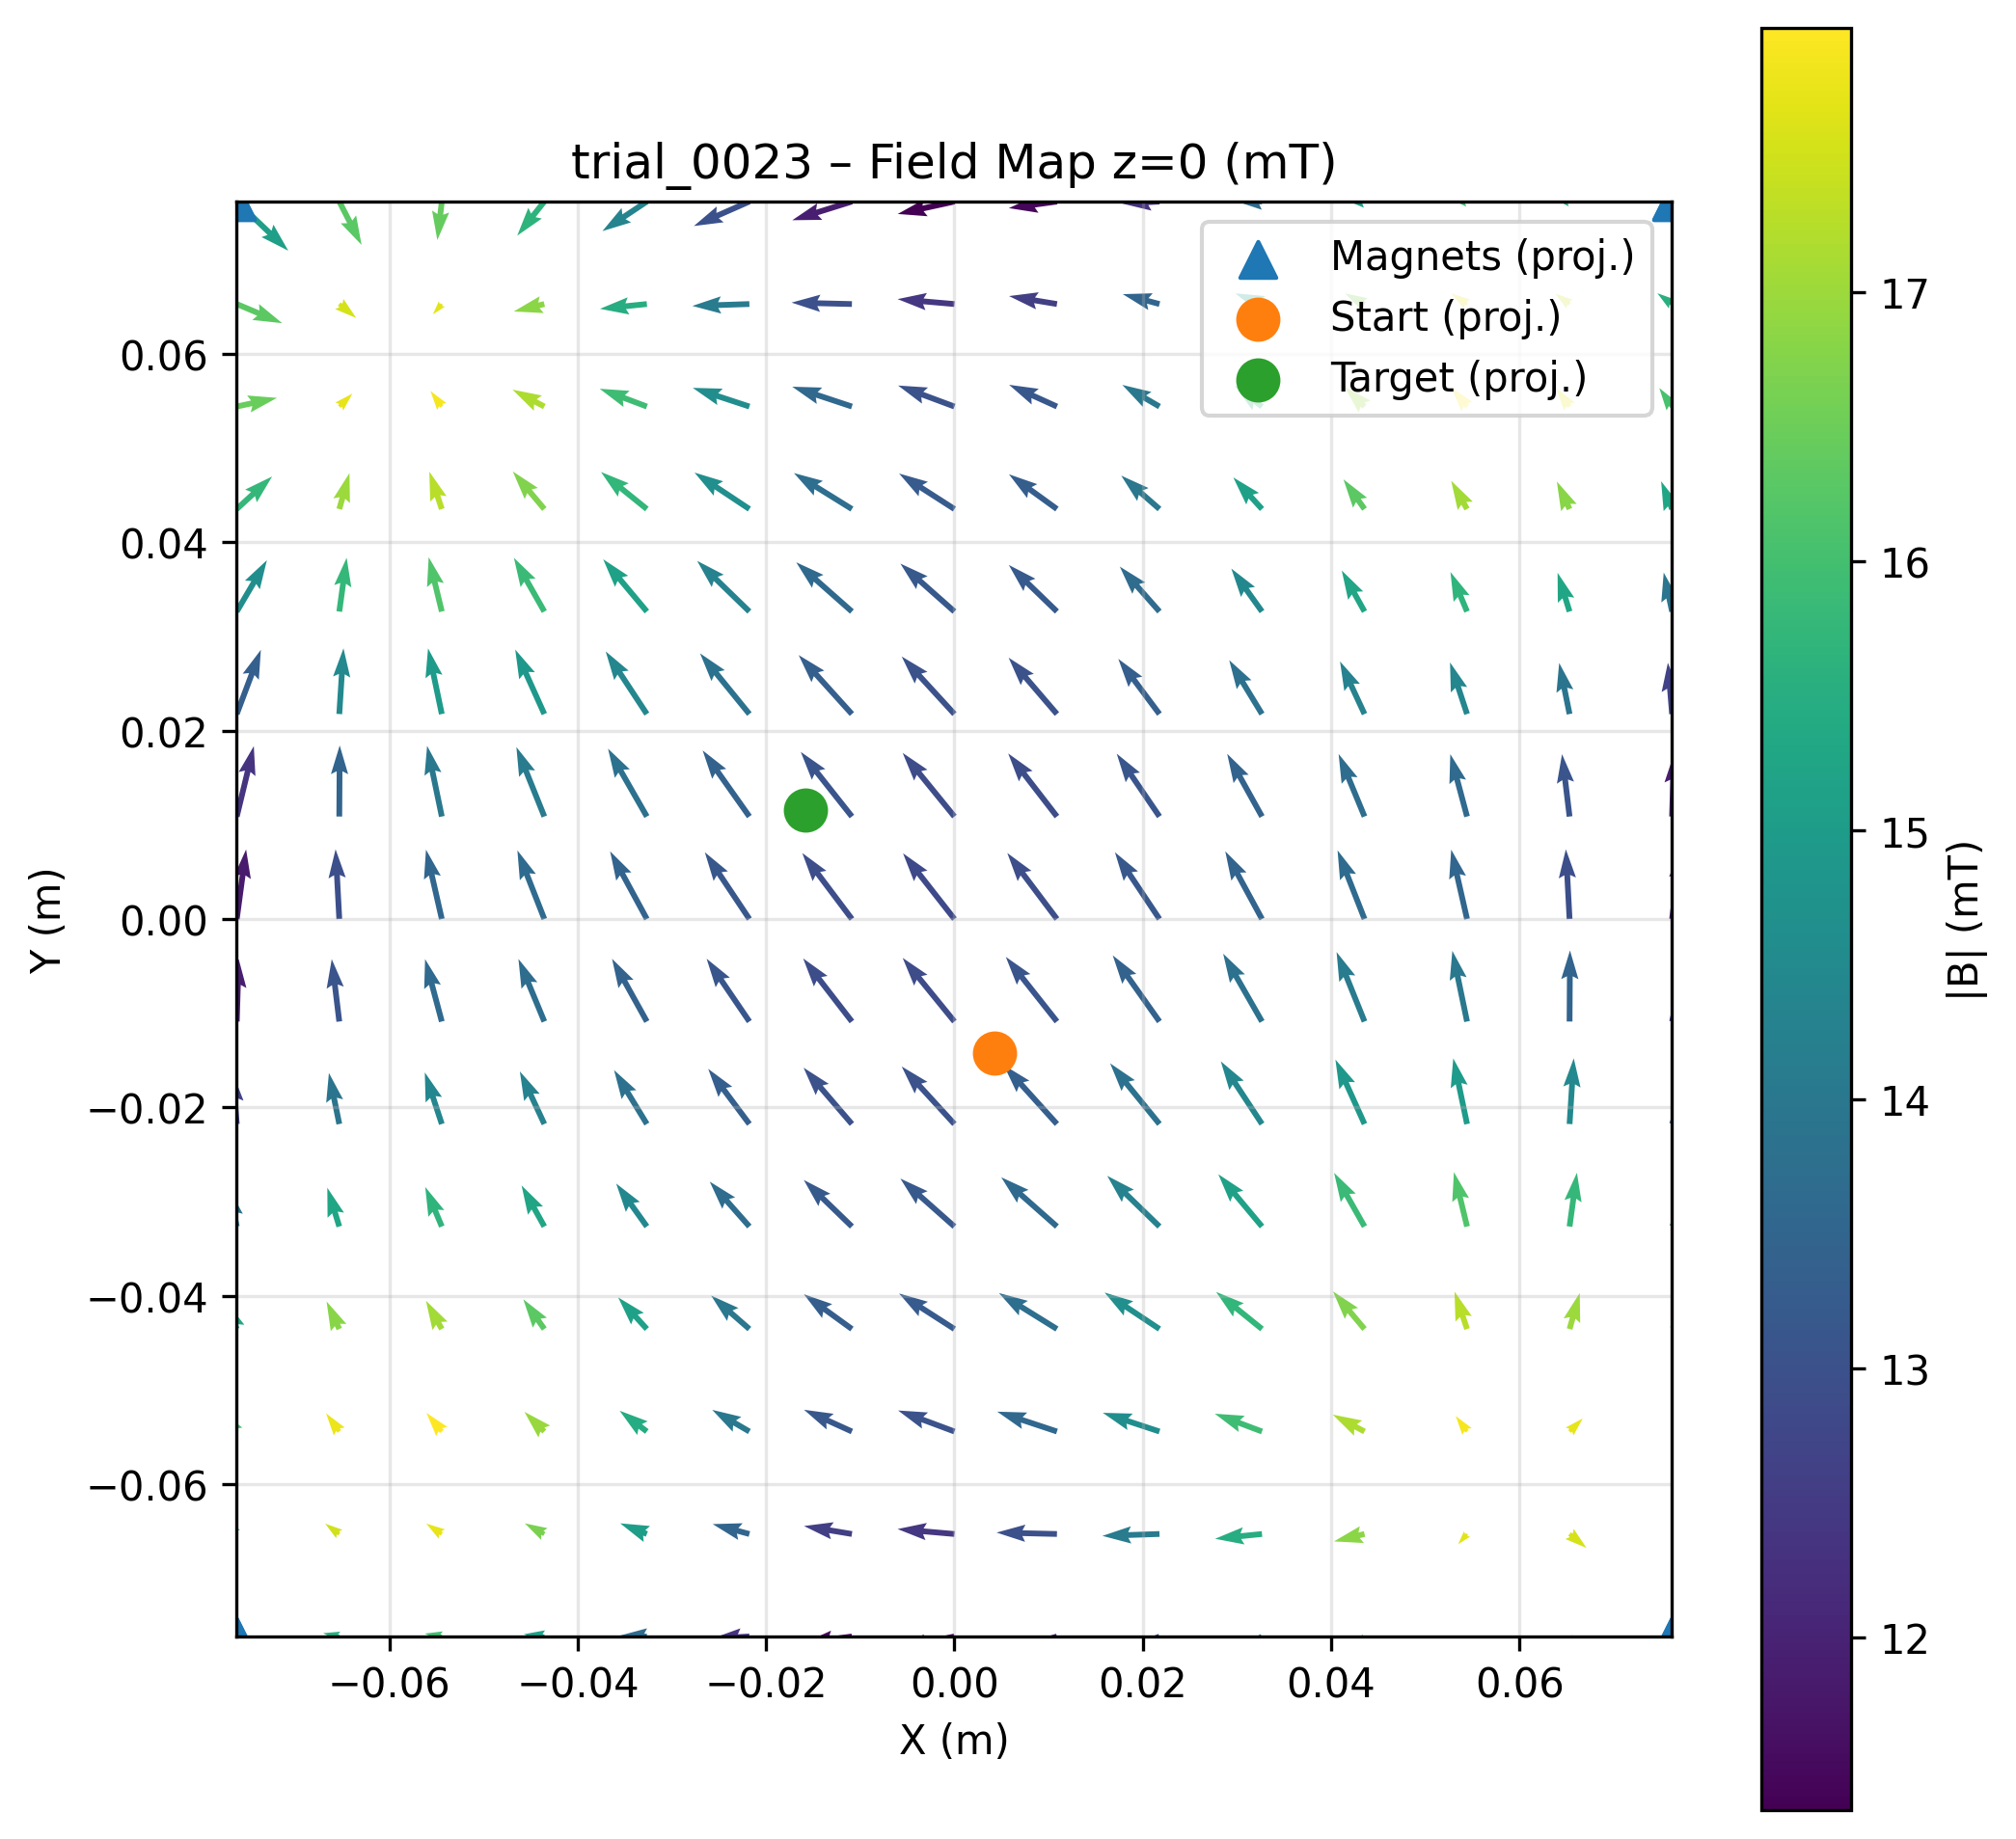 trial_0023 – Field Map z=0 (mT)
Magnets (proj.)
Start (proj.)
Target (proj.)
0.06
0.04
0.02
0.00
−0.02
−0.04
−0.06
Y (m)
−0.06
−0.04
−0.02
0.00
0.02
0.04
0.06
X (m)
17
16
15
14
13
12
|B| (mT)